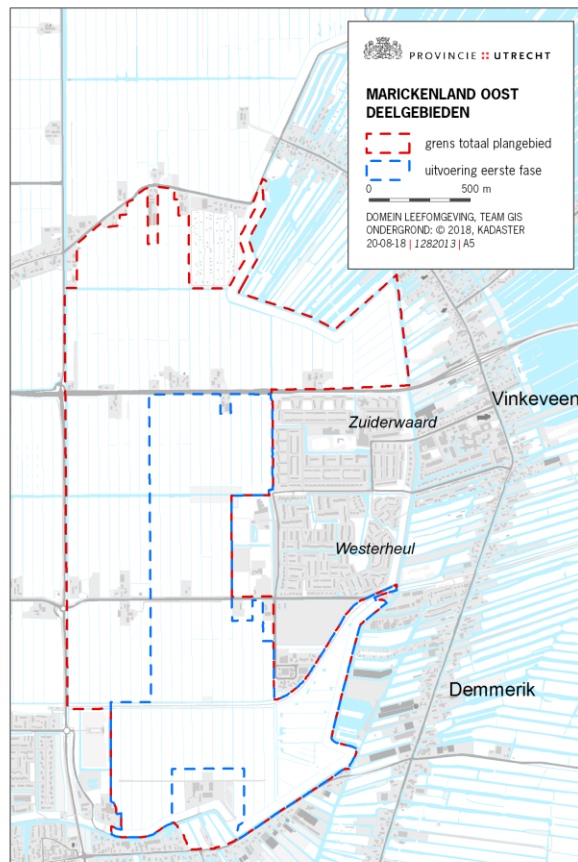 PROVINCIE :: UTRECHT
MARICKENLAND OOST
DEELGEBIEDEN
grens totaal plangebied
uitvoering eerste fase
0 500 m
DOMEIN LEEFOMGEVING, TEAM GIS
ONDERGROND: © 2018, KADASTER
20-08-18 | 1282013 | A5
Vinkeveen
Zuiderwaard
Westerheul
Demmerik